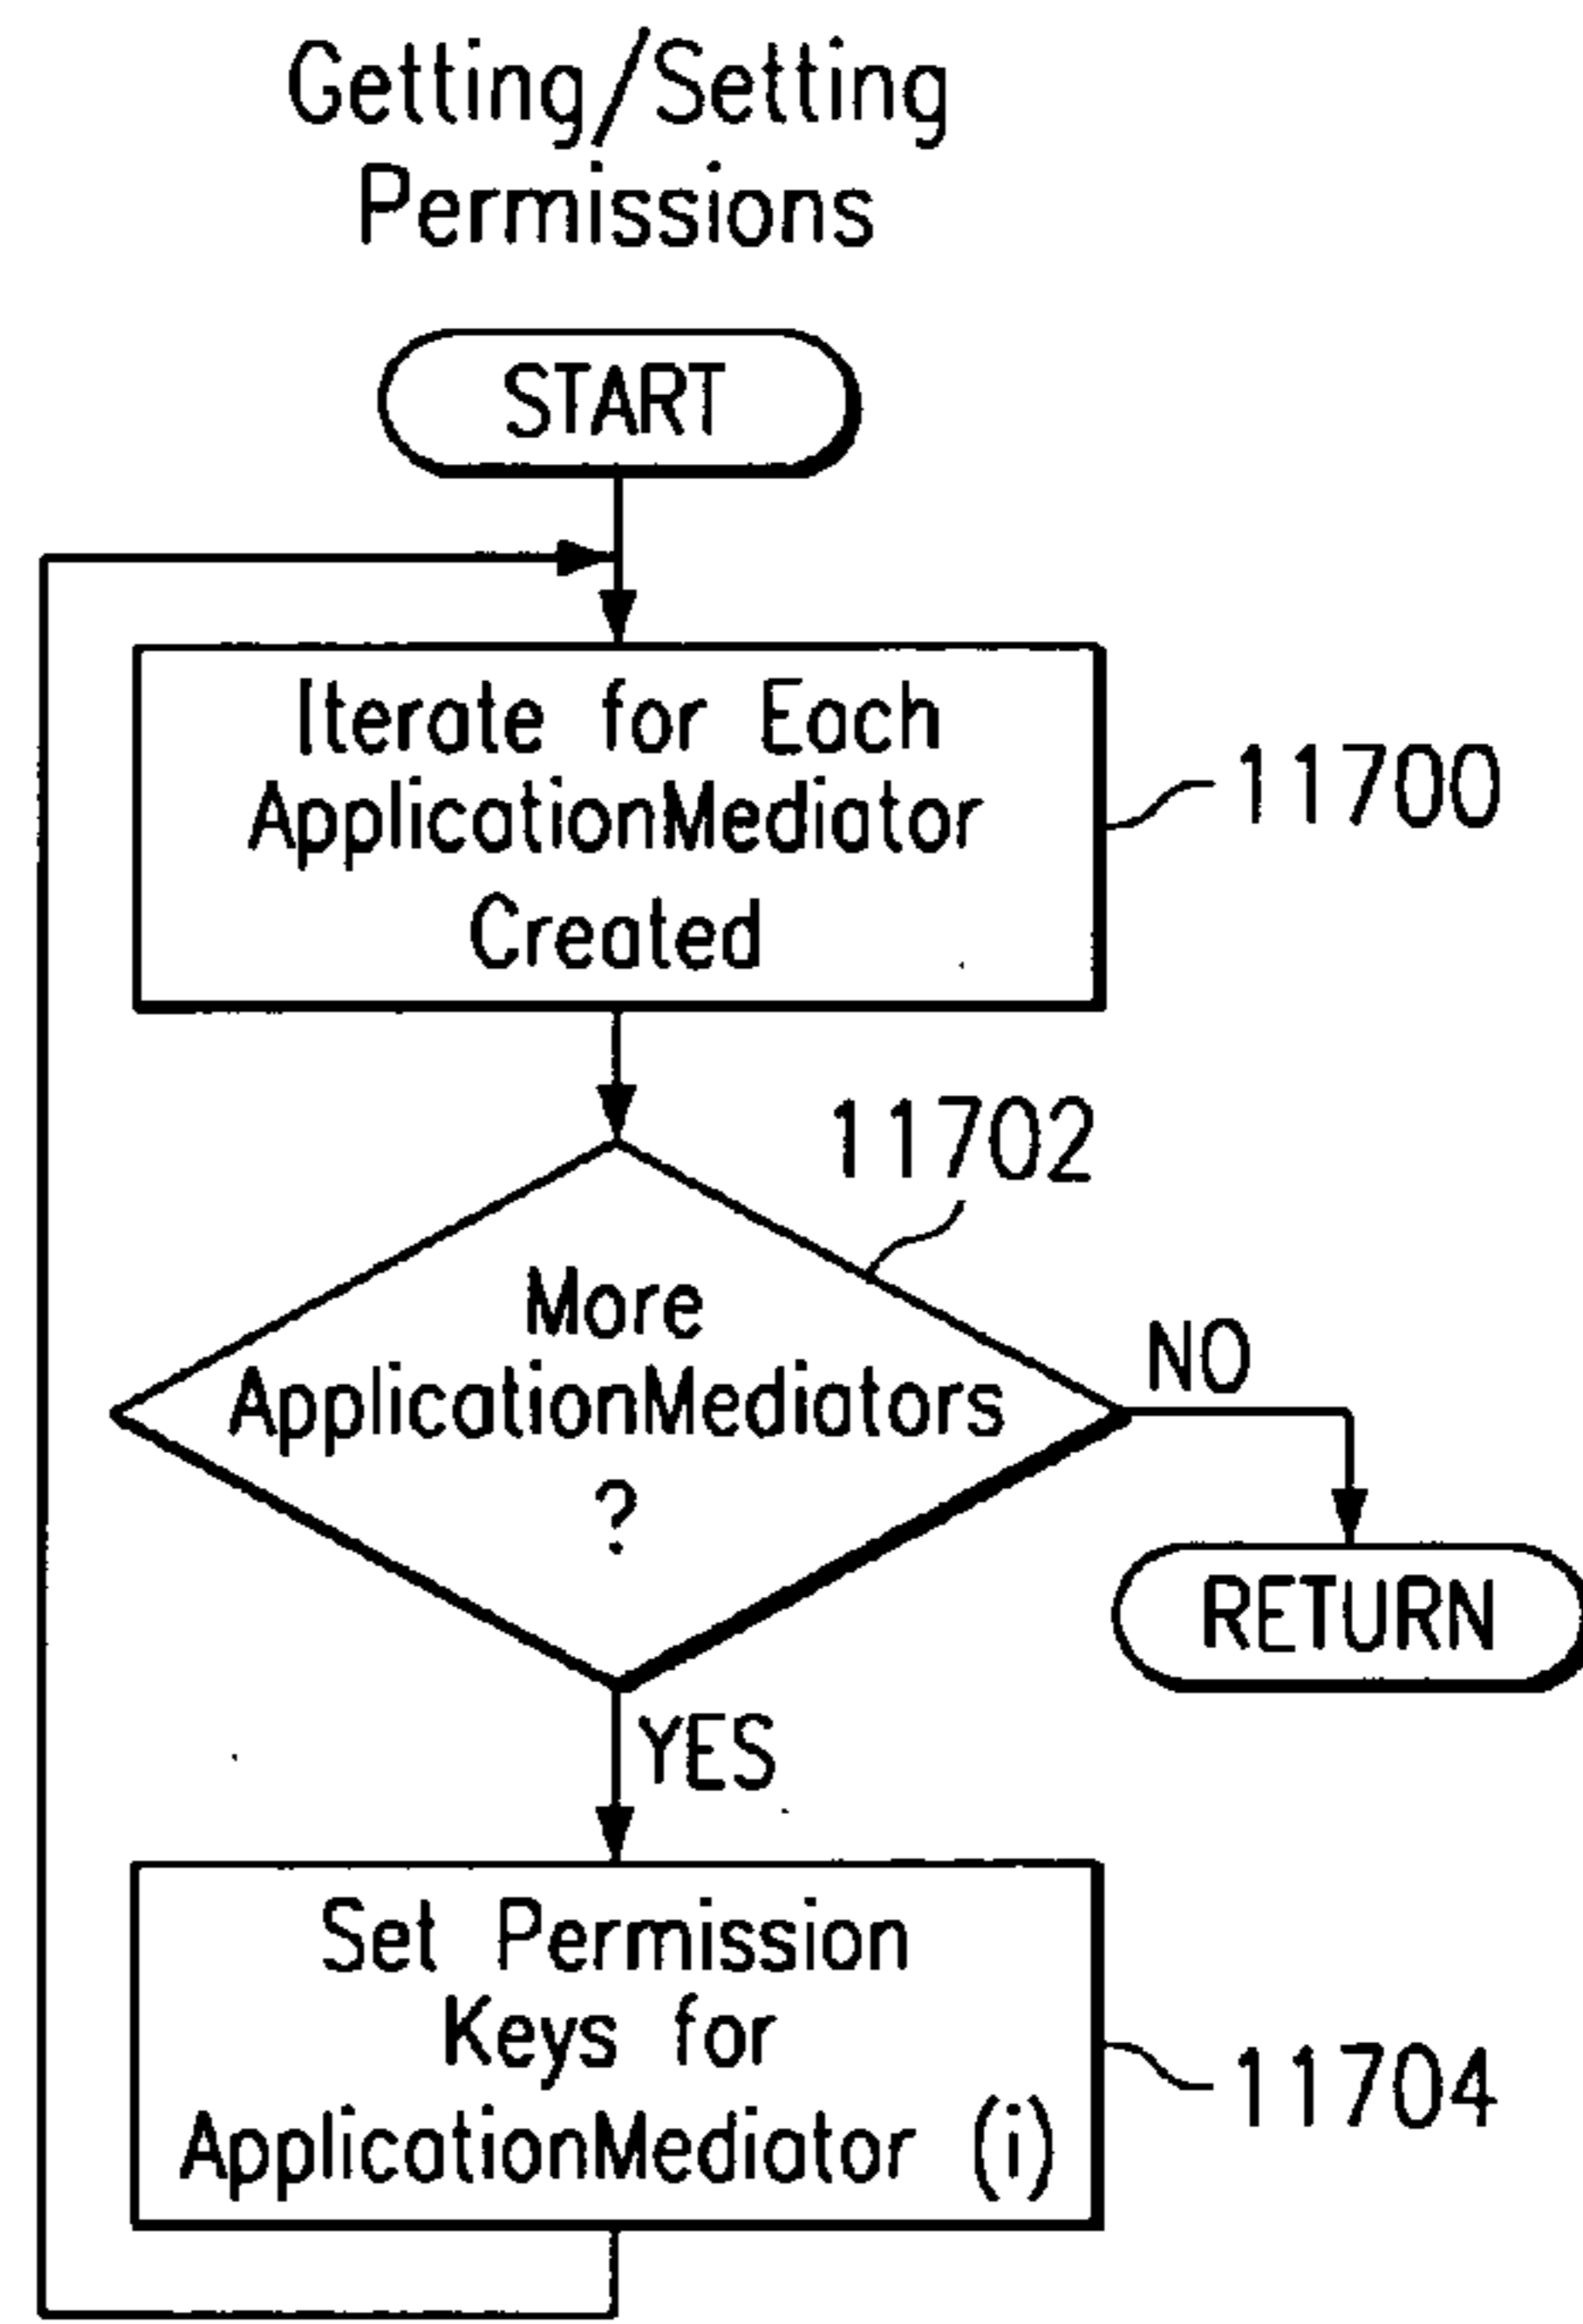 Getting/Setting
Permissions
START
Iterate for Each
ApplicationMediator
Created
11700
11702
More
ApplicationMediators
?
NO
RETURN
YES
Set Permission
Keys for
ApplicationMediator (i)
11704